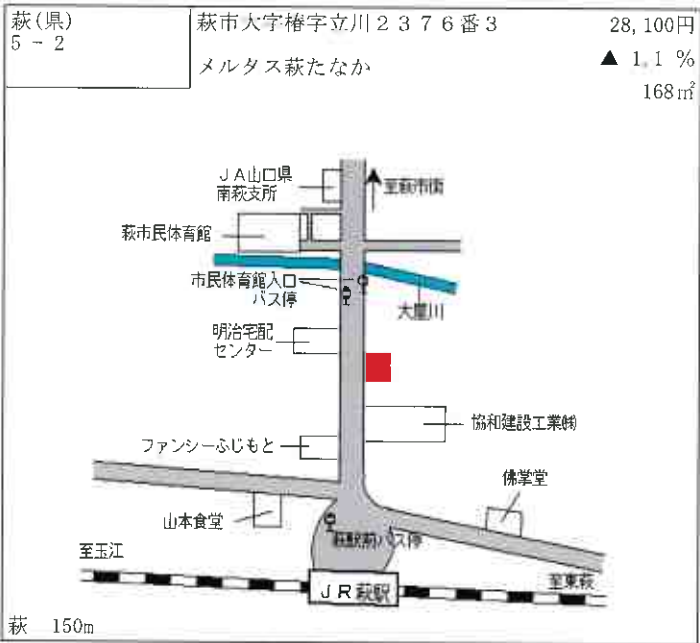 萩(県)
5-2
萩市大字椿字立川2376番3
メルタス萩たなか
28,100円
▲ 1.1 %
168㎡
JA山口県
南萩支所
至萩市街
萩市民体育館
市民体育館入口
バス停
大屋川
明治宅配
センター
協和建設工業㈱
ファンシーふじもと
佛掌堂
山本食堂
萩駅前バス停
至玉江
至東萩
JR萩駅
萩 150m